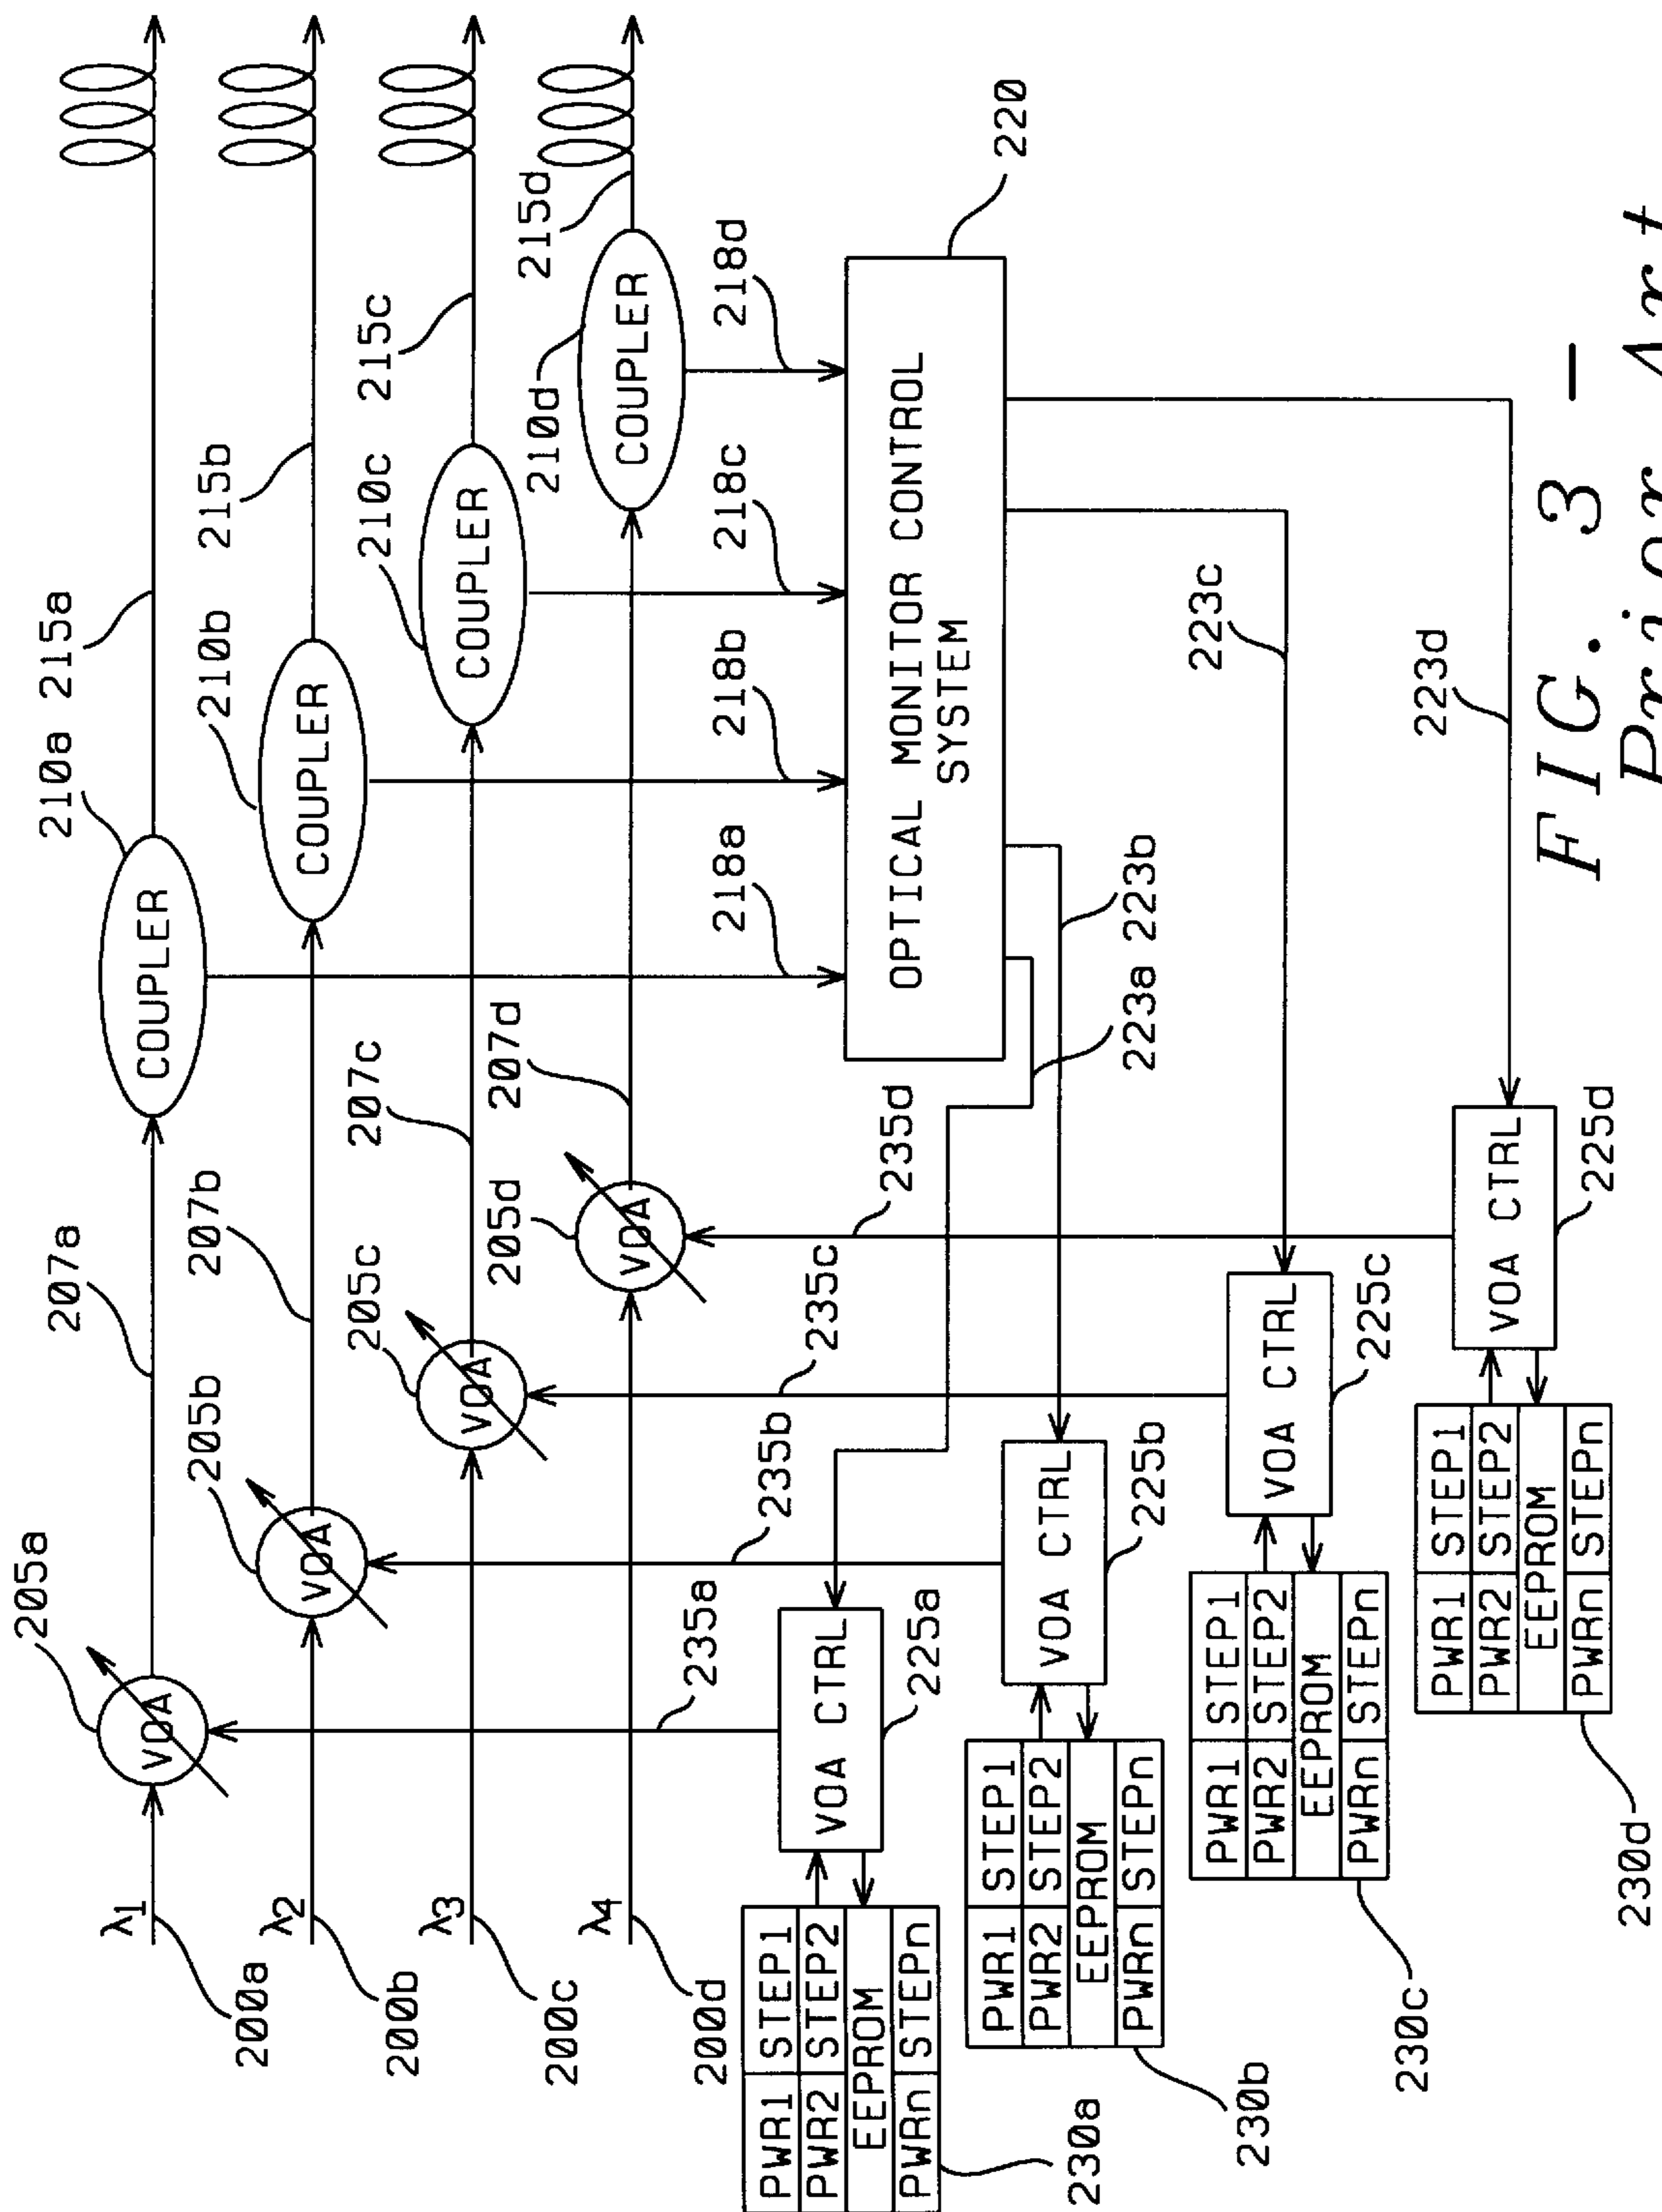 λ1
200a
205a
VOA
207a
COUPLER
210a
215a
λ2
200b
205b
VOA
207b
COUPLER
210b
215b
λ3
200c
205c
VOA
207c
COUPLER
210c
215c
λ4
200d
205d
VOA
207d
COUPLER
210d
215d
218a
218b
218c
218d
OPTICAL MONITOR CONTROL
SYSTEM
220
223a
223b
223c
223d
235a
235b
235c
235d
VOA CTRL
225a
PWR1 STEP1
PWR2 STEP2
EEPROM
PWRn STEPn
230a
VOA CTRL
225b
PWR1 STEP1
PWR2 STEP2
EEPROM
PWRn STEPn
230b
VOA CTRL
225c
PWR1 STEP1
PWR2 STEP2
EEPROM
PWRn STEPn
230c
VOA CTRL
225d
PWR1 STEP1
PWR2 STEP2
EEPROM
PWRn STEPn
230d
FIG. 3 –
Prior Art